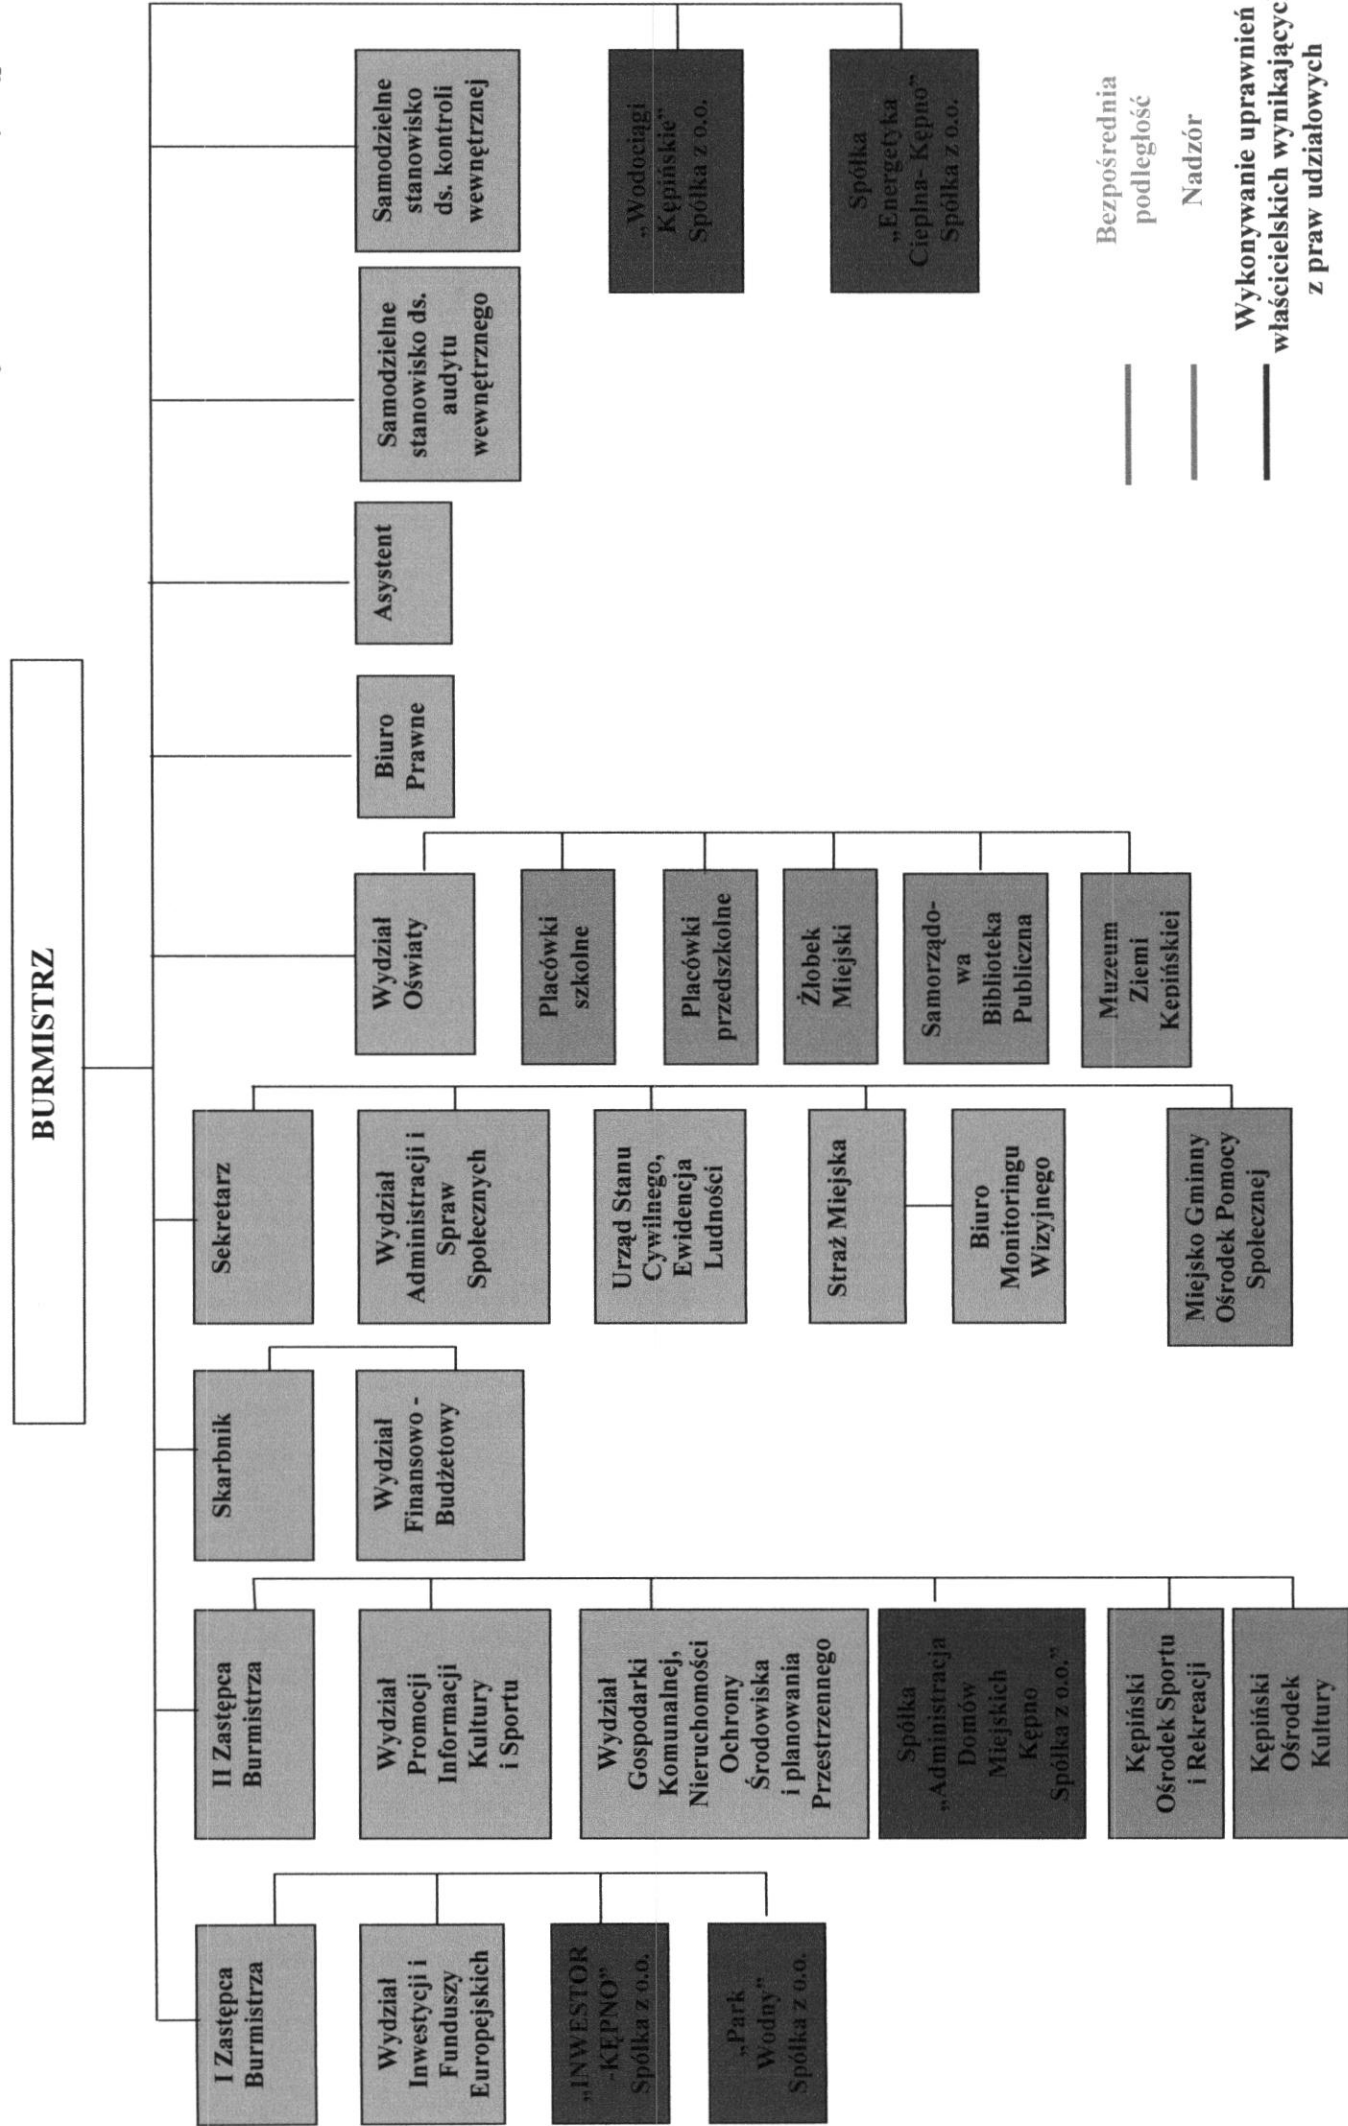 BURMISTRZ
I Zastępca
Burmistrza
Wydział
Inwestycji i
Funduszy
Europejskich
„INWESTOR
-KĘPNO”
Spółka z o.o.
„Park
Wodny”
Spółka z o.o.
II Zastępca
Burmistrza
Wydział
Promocji
Informacji
Kultury
i Sportu
Wydział
Gospodarki
Komunalnej,
Nieruchomości
Ochrony
Środowiska
i planowania
Przestrzennego
Spółka
„Administracja
Domów
Miejskich
Kępno
Spółka z o.o.”
Kępiński
Ośrodek Sportu
i Rekreacji
Kępiński
Ośrodek
Kultury
Skarbnik
Wydział
Finansowo -
Budżetowy
Sekretarz
Wydział
Administracji i
Spraw
Społecznych
Urząd Stanu
Cywilnego,
Ewidencja
Ludności
Straż Miejska
Biuro
Monitoringu
Wizyjnego
Miejsko Gminny
Ośrodek Pomocy
Społecznej
Wydział
Oświaty
Placówki
szkolne
Placówki
przedszkolne
Żłobek
Miejski
Samorządo-
wa
Biblioteka
Publiczna
Muzeum
Ziemi
Kępińskiej
Biuro
Prawne
Asystent
Samodzielne
stanowisko ds.
audytu
wewnętrznego
Samodzielne
stanowisko
ds. kontroli
wewnętrznej
„Wodociągi
Kępińskie”
Spółka z o.o.
Spółka
„Energetyka
Cieplna- Kępno”
Spółka z o.o.
Bezpośrednia
podległość
Nadzór
Wykonywanie uprawnień
właścicielskich wynikającyc
z praw udziałowych